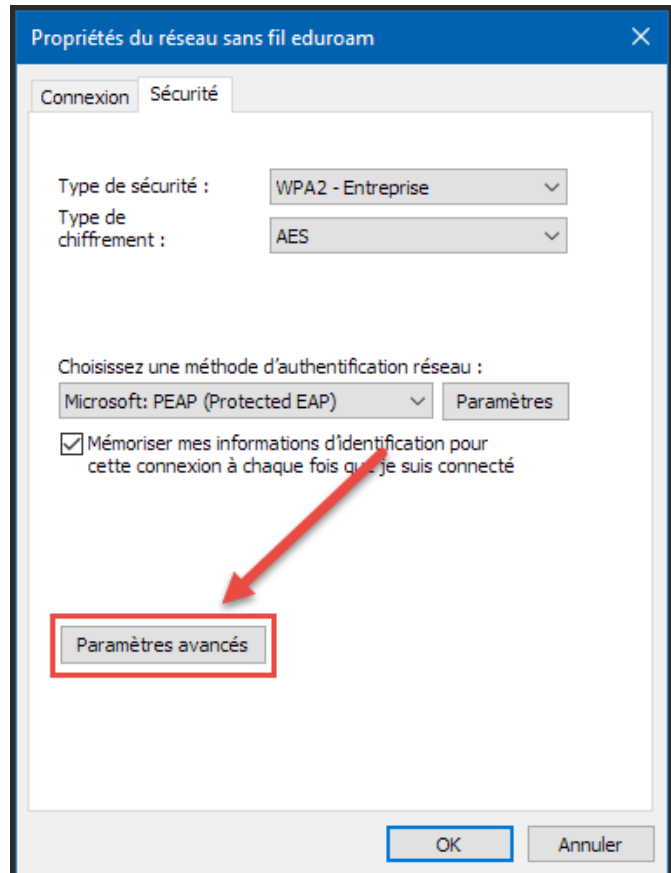 Propriétés du réseau sans fil eduroam
Connexion Sécurité
Type de sécurité : WPA2 - Entreprise
Type de
chiffrement : AES
Choisissez une méthode d'authentification réseau :
Microsoft: PEAP (Protected EAP) Paramètres
Mémoriser mes informations d'identification pour
cette connexion à chaque fois que je suis connecté
Paramètres avancés
OK Annuler